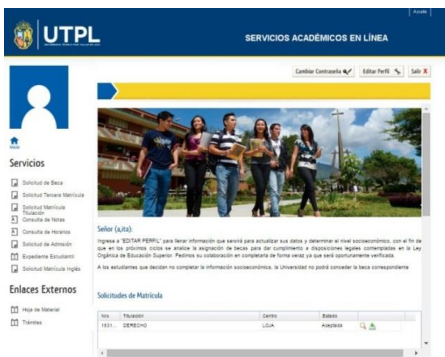 Ayuda
UTPL
SERVICIOS ACADÉMICOS EN LÍNEA
Cambiar Contraseña
Editar Perfil
Salir X
Inicio
Servicios
Solicitud de Beca
Solicitud Tercera Matrícula
Solicitud Matrícula
Titulación
Consulta de Notas
Consulta de Horarios
Solicitud de Admisión
Expediente Estudiantil
Solicitud Matrícula Inglés
Enlaces Externos
Hoja de Material
Trámites
Señor (a,ita):
Ingrese a "EDITAR PERFIL" para llenar información que servirá para actualizar sus datos y determinar el nivel socioeconómico, con el fin de
que en los próximos ciclos se analice la asignación de becas para dar cumplimiento a disposiciones legales contempladas en la Ley
Orgánica de Educación Superior. Pedimos su colaboración en completarla de forma veraz ya que será oportunamente verificada.
A los estudiantes que decidan no completar la información socioeconómica, la Universidad no podrá conceder la beca correspondiente
Solicitudes de Matrícula
Nro. Titulación Centro Estado
1531... DERECHO LOJA Aceptada